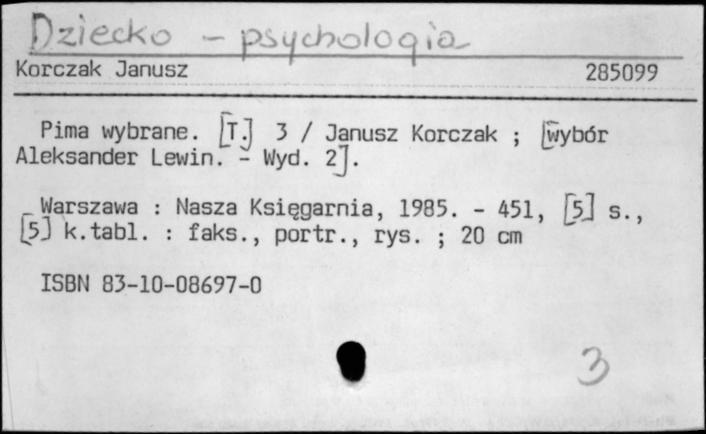 Dziecko - psychologia
Korczak Janusz 285099
Pima wybrane. [T.] 3 / Janusz Korczak ; [wybór
Aleksander Lewin. - Wyd. 2].
Warszawa : Nasza Księgarnia, 1985. - 451, [5] s.,
[5] k.tabl. : faks., portr., rys. ; 20 cm
ISBN 83-10-08697-0
3